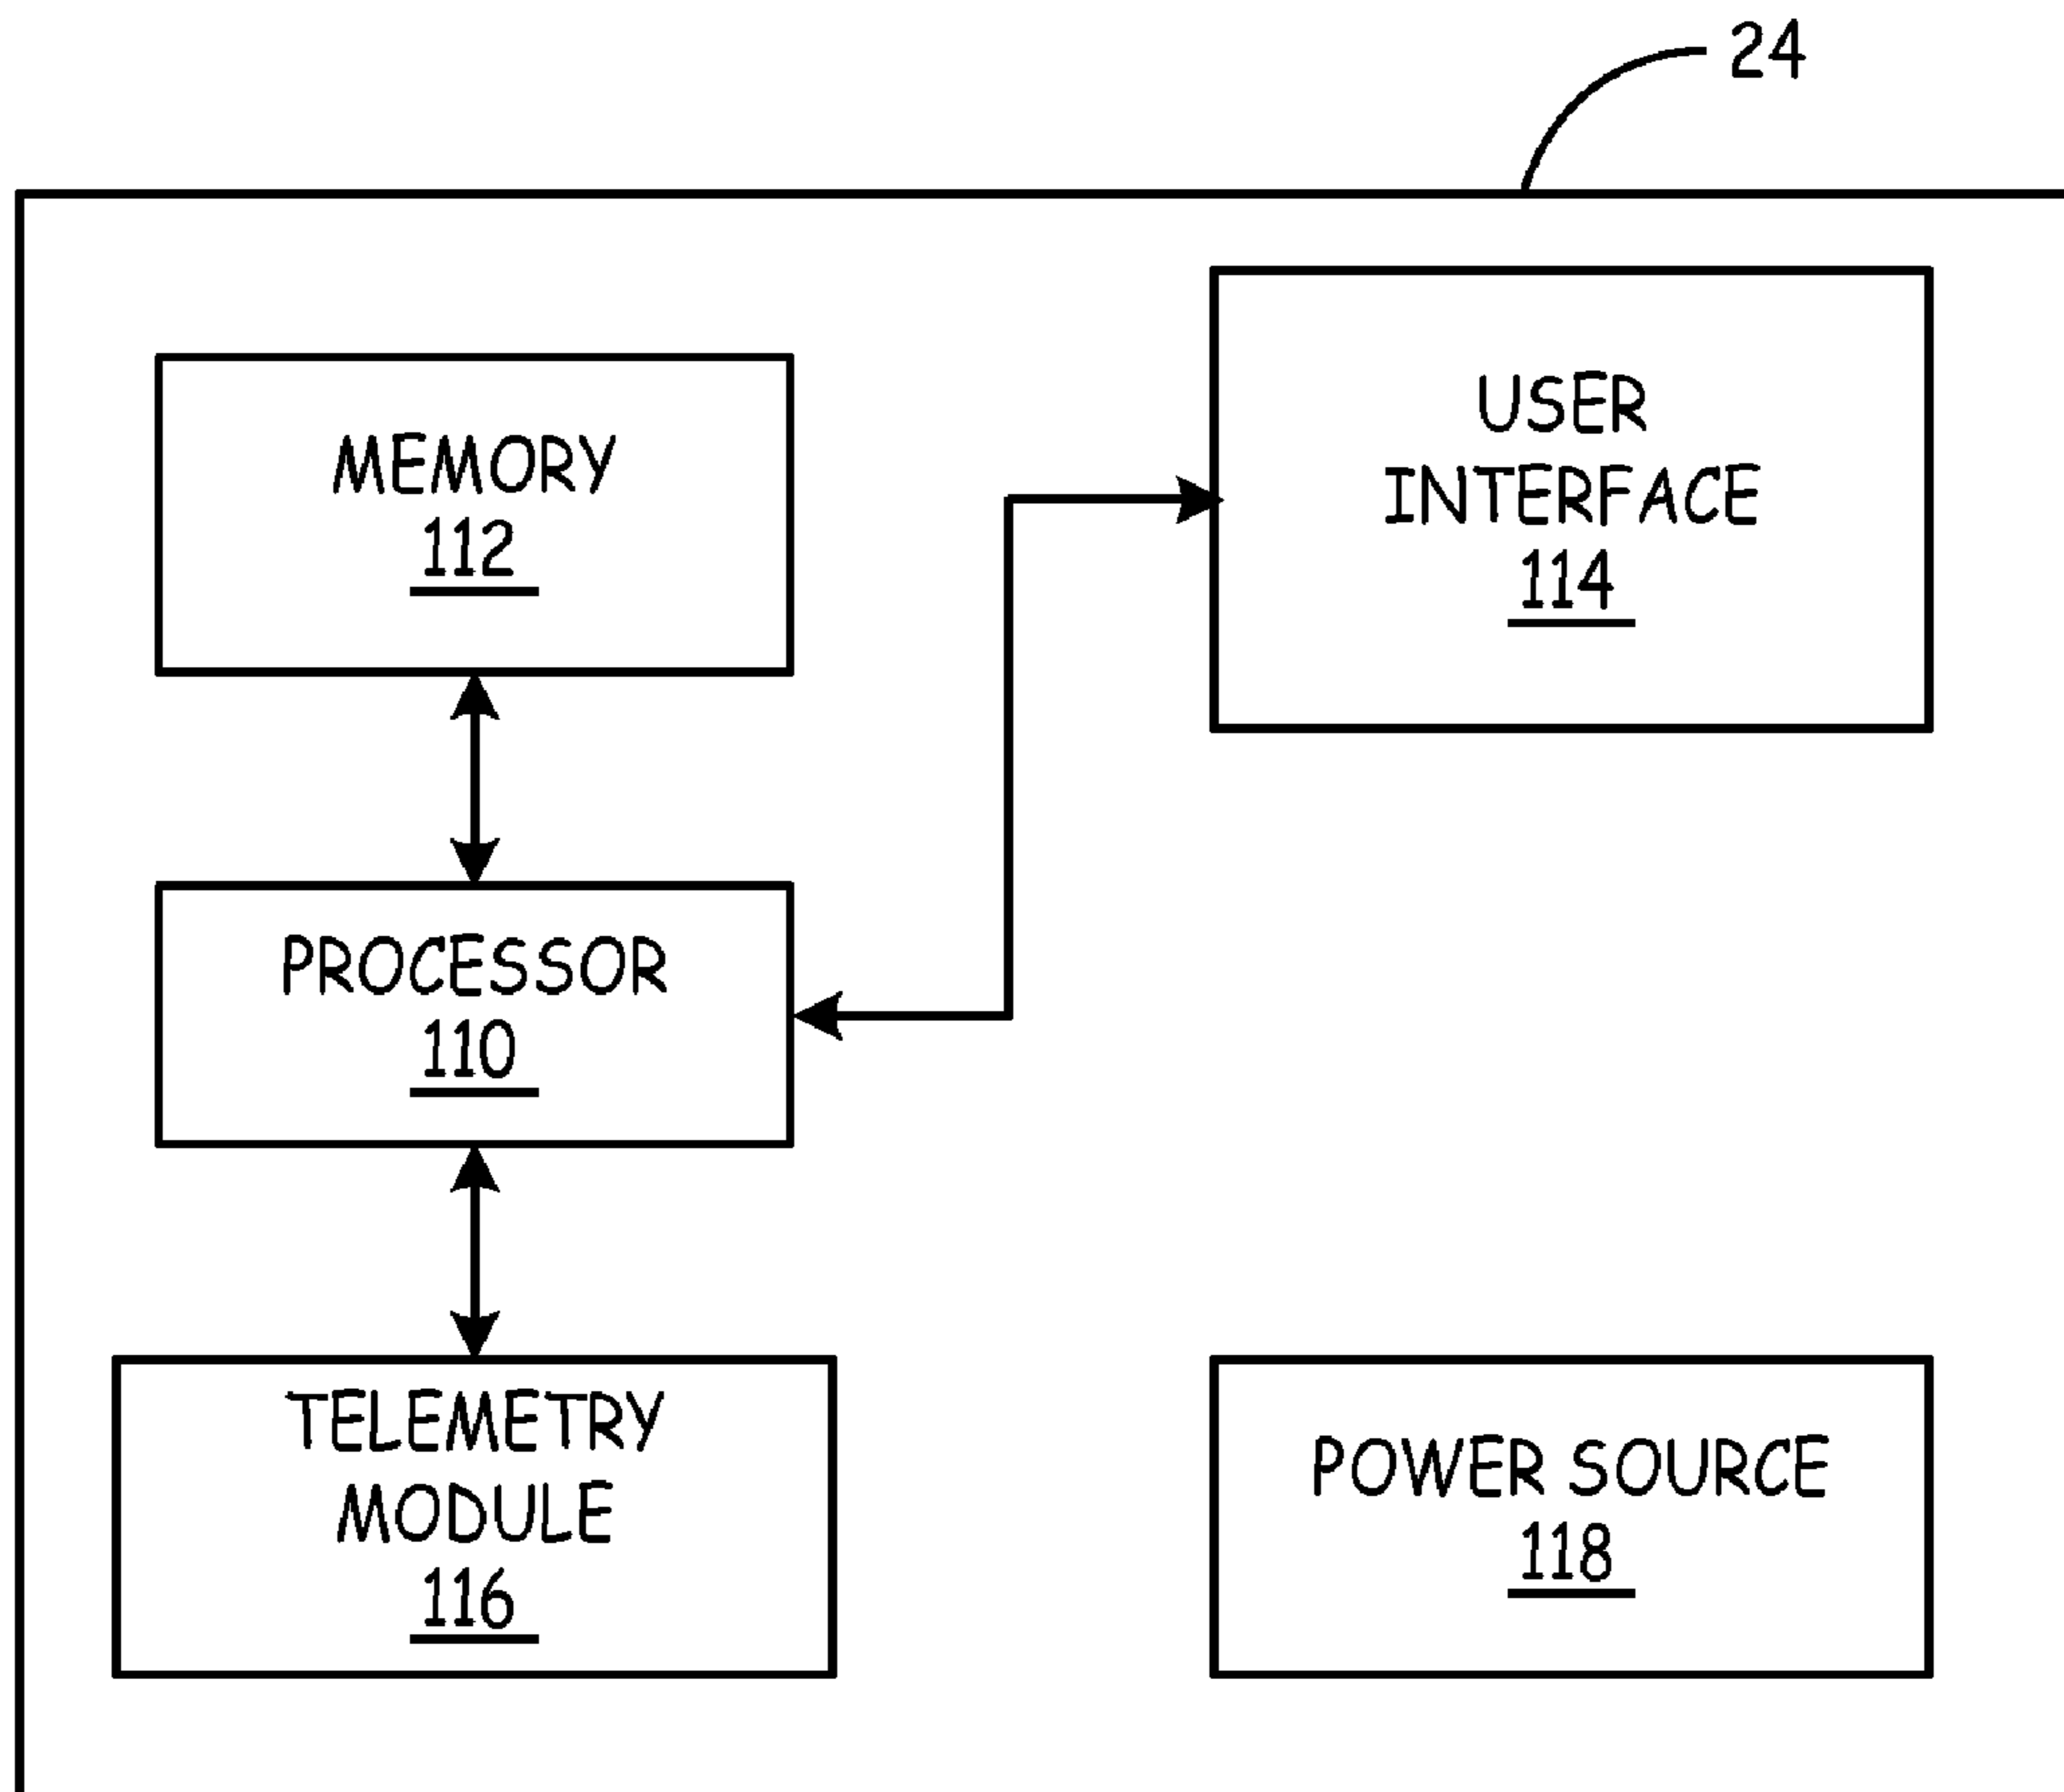 24
MEMORY
112
USER
INTERFACE
114
PROCESSOR
110
TELEMETRY
MODULE
116
POWER SOURCE
118